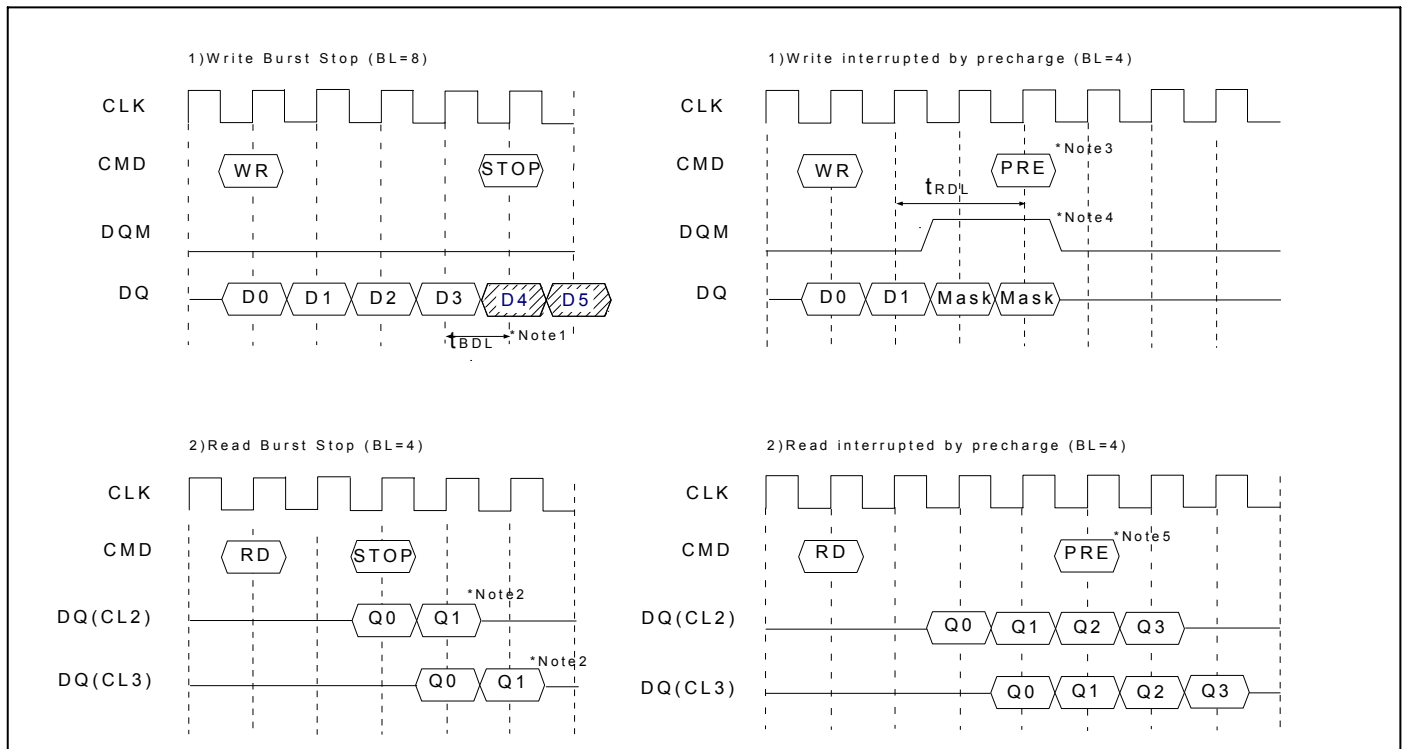 1)Write Burst Stop (BL=8)
CLK
CMD
WR
STOP
DQM
DQ
D0
D1
D2
D3
D4
D5
tBDL
*Note1
1)Write interrupted by precharge (BL=4)
CLK
CMD
WR
PRE
*Note3
tRDL
DQM
*Note4
DQ
D0
D1
Mask
Mask
2)Read Burst Stop (BL=4)
CLK
CMD
RD
STOP
DQ(CL2)
Q0
Q1
*Note2
DQ(CL3)
Q0
Q1
*Note2
2)Read interrupted by precharge (BL=4)
CLK
CMD
RD
PRE
*Note5
DQ(CL2)
Q0
Q1
Q2
Q3
DQ(CL3)
Q0
Q1
Q2
Q3